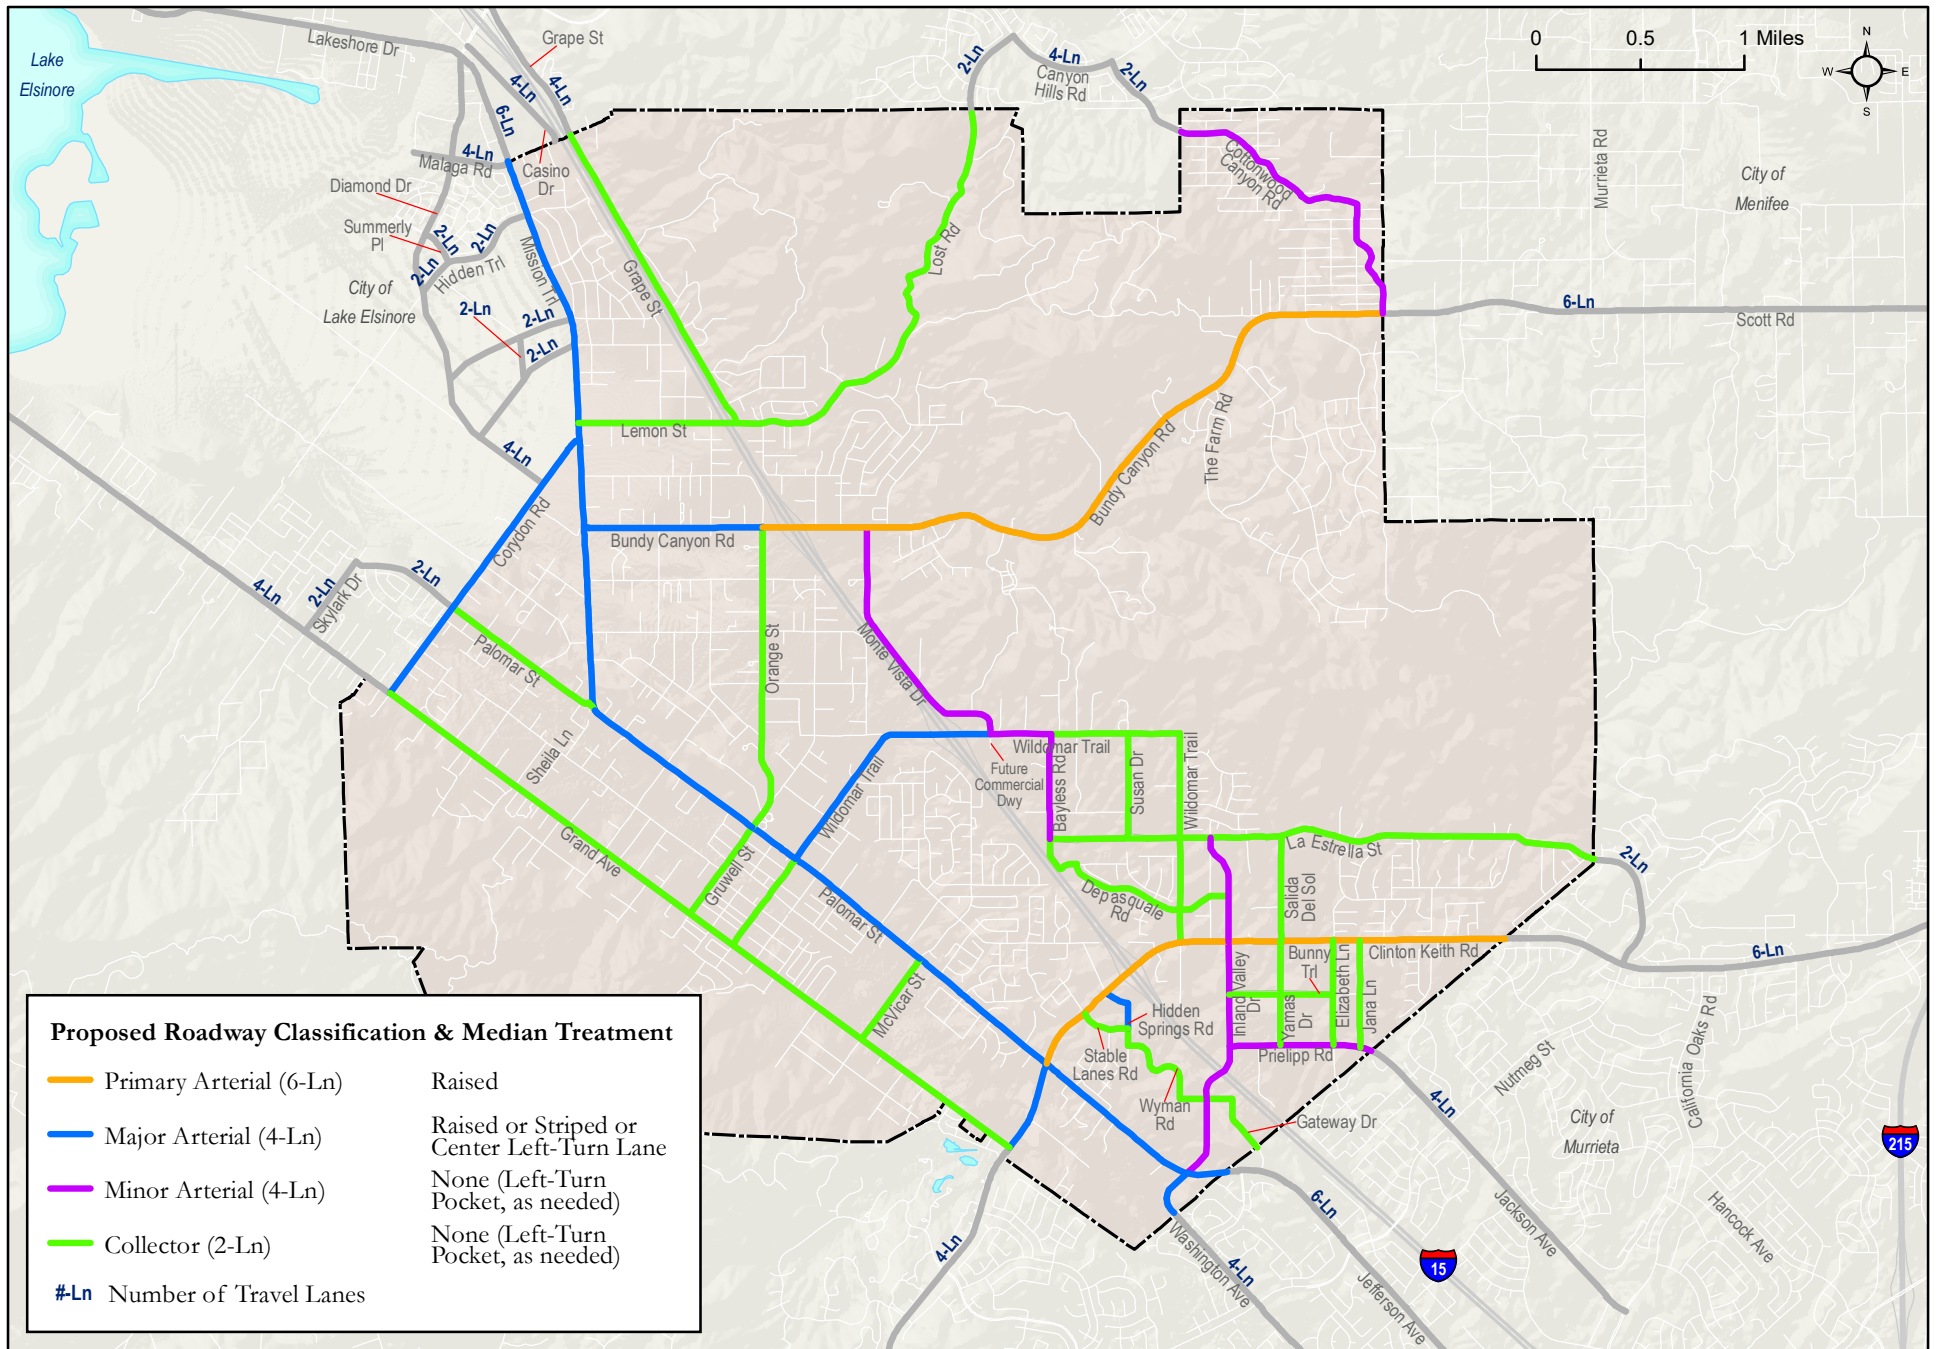 Lake
Elsinore
Lakeshore Dr
Grape St
4-Ln
4-Ln
6-Ln
4-Ln
Malaga Rd
Casino
Dr
Diamond Dr
Summerly
Pl
2-Ln
2-Ln
2-Ln
Hidden Trl
City of
Lake Elsinore
2-Ln
2-Ln
2-Ln
Mission Trl
Grape St
Lost Rd
2-Ln
4-Ln
2-Ln
Canyon
Hills Rd
Cottonwood
Canyon Rd
0
0.5
1 Miles
N
W
E
S
Murrieta Rd
City of
Menifee
6-Ln
Scott Rd
Lemon St
4-Ln
Corydon Rd
Bundy Canyon Rd
Bundy Canyon Rd
The Farm Rd
4-Ln
2-Ln
2-Ln
Skylark Dr
Palomar St
Orange St
Monte Vista Dr
Sheila Ln
Wildomar Trail
Wildomar Trail
Future
Commercial
Dwy
Bayless Rd
Susan Dr
Wildomar Trail
Grand Ave
Gruwell St
Palomar St
La Estrella St
2-Ln
Depasquale
Rd
Salida
Del Sol
McVicar St
Inland Valley
Dr
Bunny
Trl
Yamas
Dr
Elizabeth Ln
Jana Ln
Clinton Keith Rd
6-Ln
Hidden
Springs Rd
Stable
Lanes Rd
Prielipp Rd
Wyman
Rd
Gateway Dr
Nutmeg St
California Oaks Rd
4-Ln
City of
Murrieta
215
4-Ln
Washington Ave
4-Ln
6-Ln
Jefferson Ave
15
Jackson Ave
Hancock Ave
Proposed Roadway Classification & Median Treatment
Primary Arterial (6-Ln)
Raised
Major Arterial (4-Ln)
Raised or Striped or
Center Left-Turn Lane
Minor Arterial (4-Ln)
None (Left-Turn
Pocket, as needed)
Collector (2-Ln)
None (Left-Turn
Pocket, as needed)
#-Ln Number of Travel Lanes